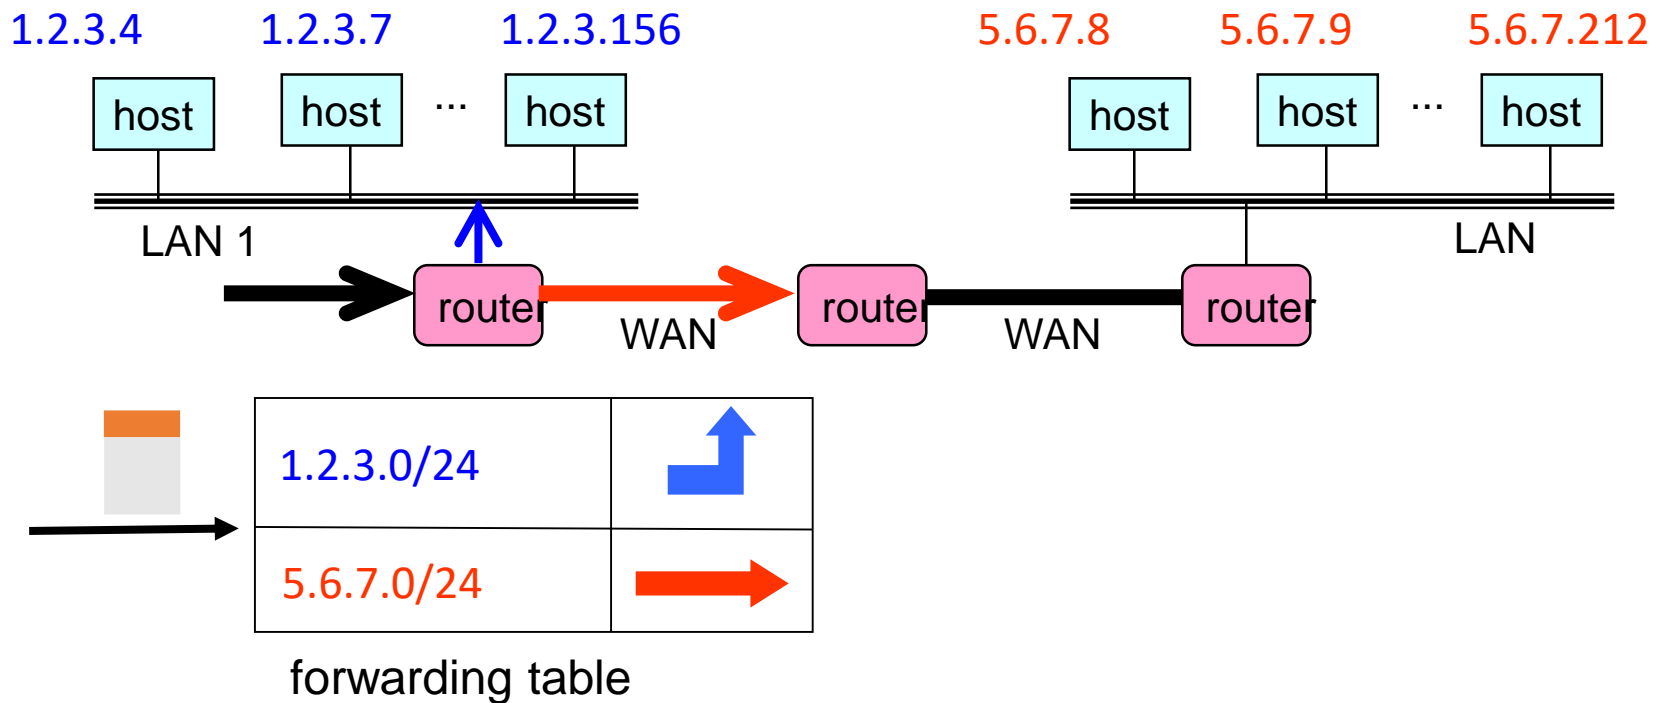 1.2.3.4 1.2.3.7 1.2.3.156 5.6.7.8 5.6.7.9 5.6.7.212
host host ... host host host ... host
LAN 1 LAN
router router router
WAN WAN
1.2.3.0/24
5.6.7.0/24
forwarding table